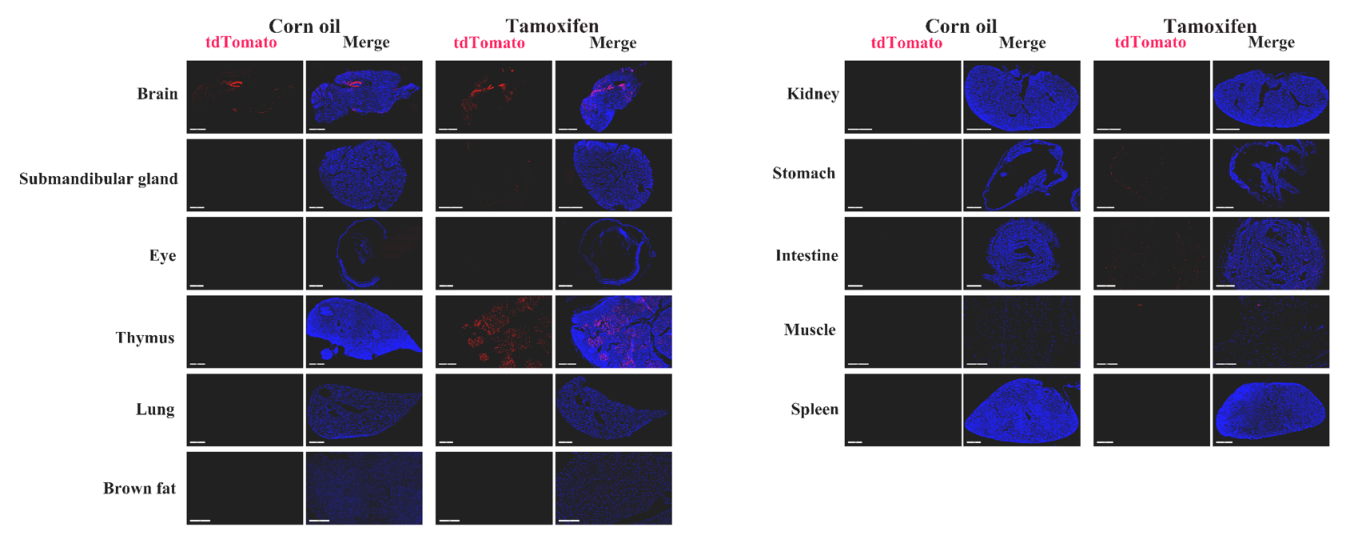 Corn oil Tamoxifen
tdTomato Merge tdTomato Merge
Brain
Submandibular gland
Eye
Thymus
Lung
Brown fat
Corn oil Tamoxifen
tdTomato Merge tdTomato Merge
Kidney
Stomach
Intestine
Muscle
Spleen